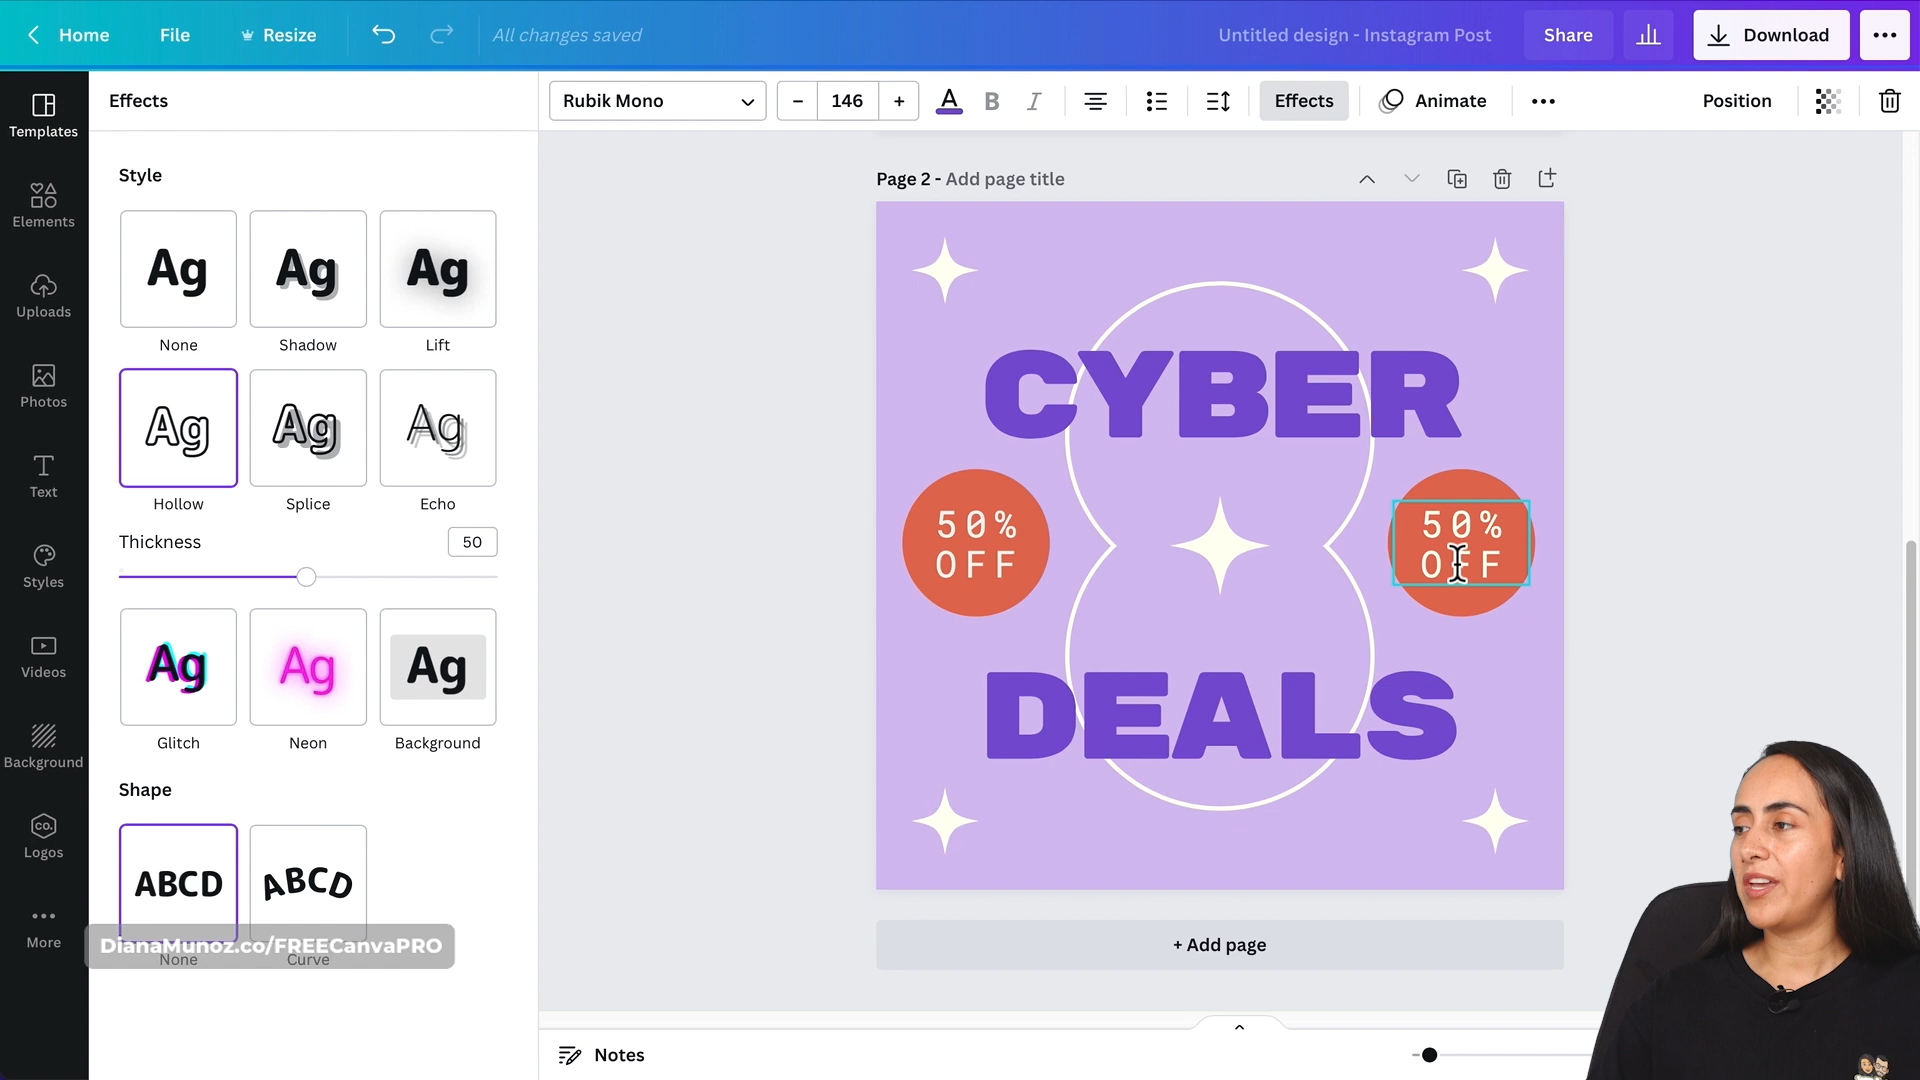 Home
File
Resize
All changes saved
Untitled design - Instagram Post
Share
Download
Effects
Rubik Mono
– 146 +
A B I
Effects
Animate
Position
Templates
Elements
Uploads
Photos
Text
Styles
Videos
Background
CO.
Logos
More
Style
Ag Ag Ag
None Shadow Lift
Ag Ag Ag
Hollow Splice Echo
Thickness 50
Ag Ag Ag
Glitch Neon Background
Shape
ABCD ABCD
DianaMunoz.co/FREECanvaPRO
None Curve
Page 2 - Add page title
CYBER
50%
OFF
50%
OFF
DEALS
+ Add page
Notes